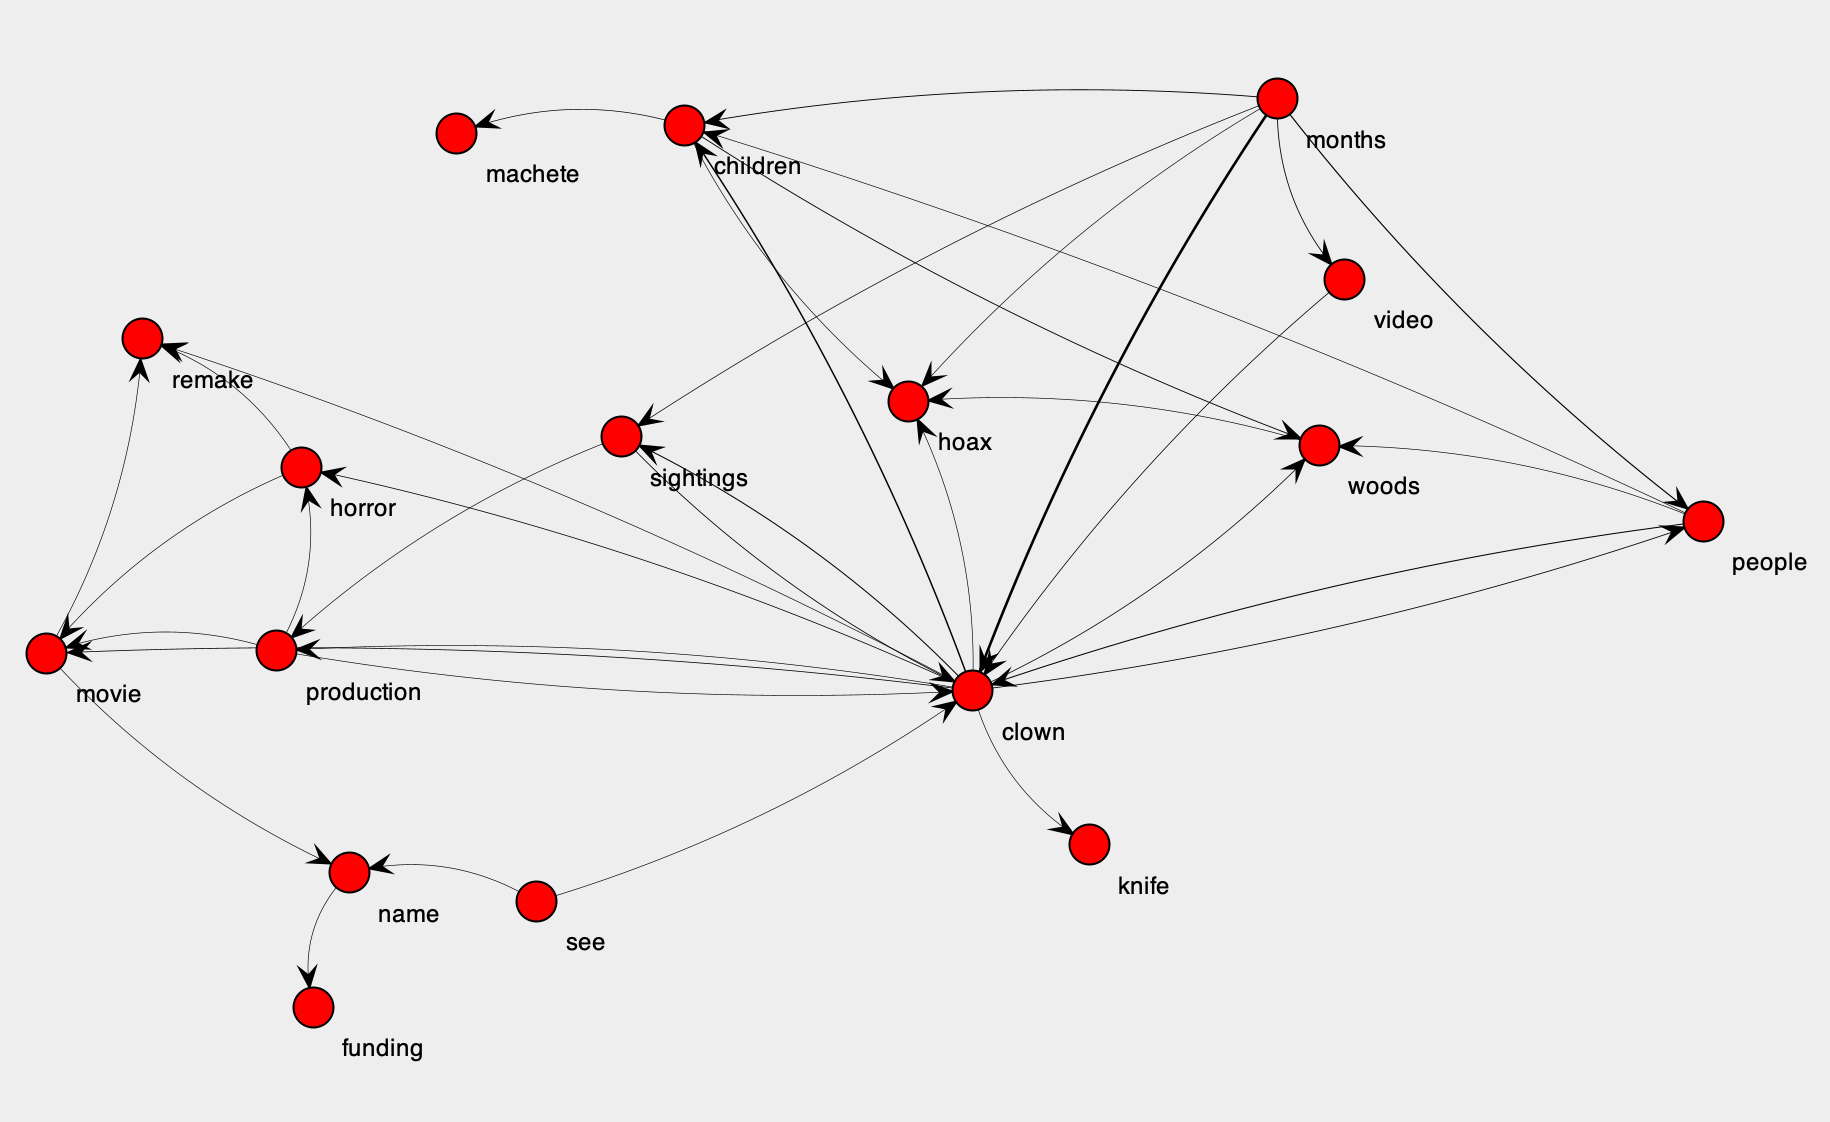 months
machete
children
video
remake
hoax
sightings
woods
horror
people
movie
production
clown
knife
name
see
funding